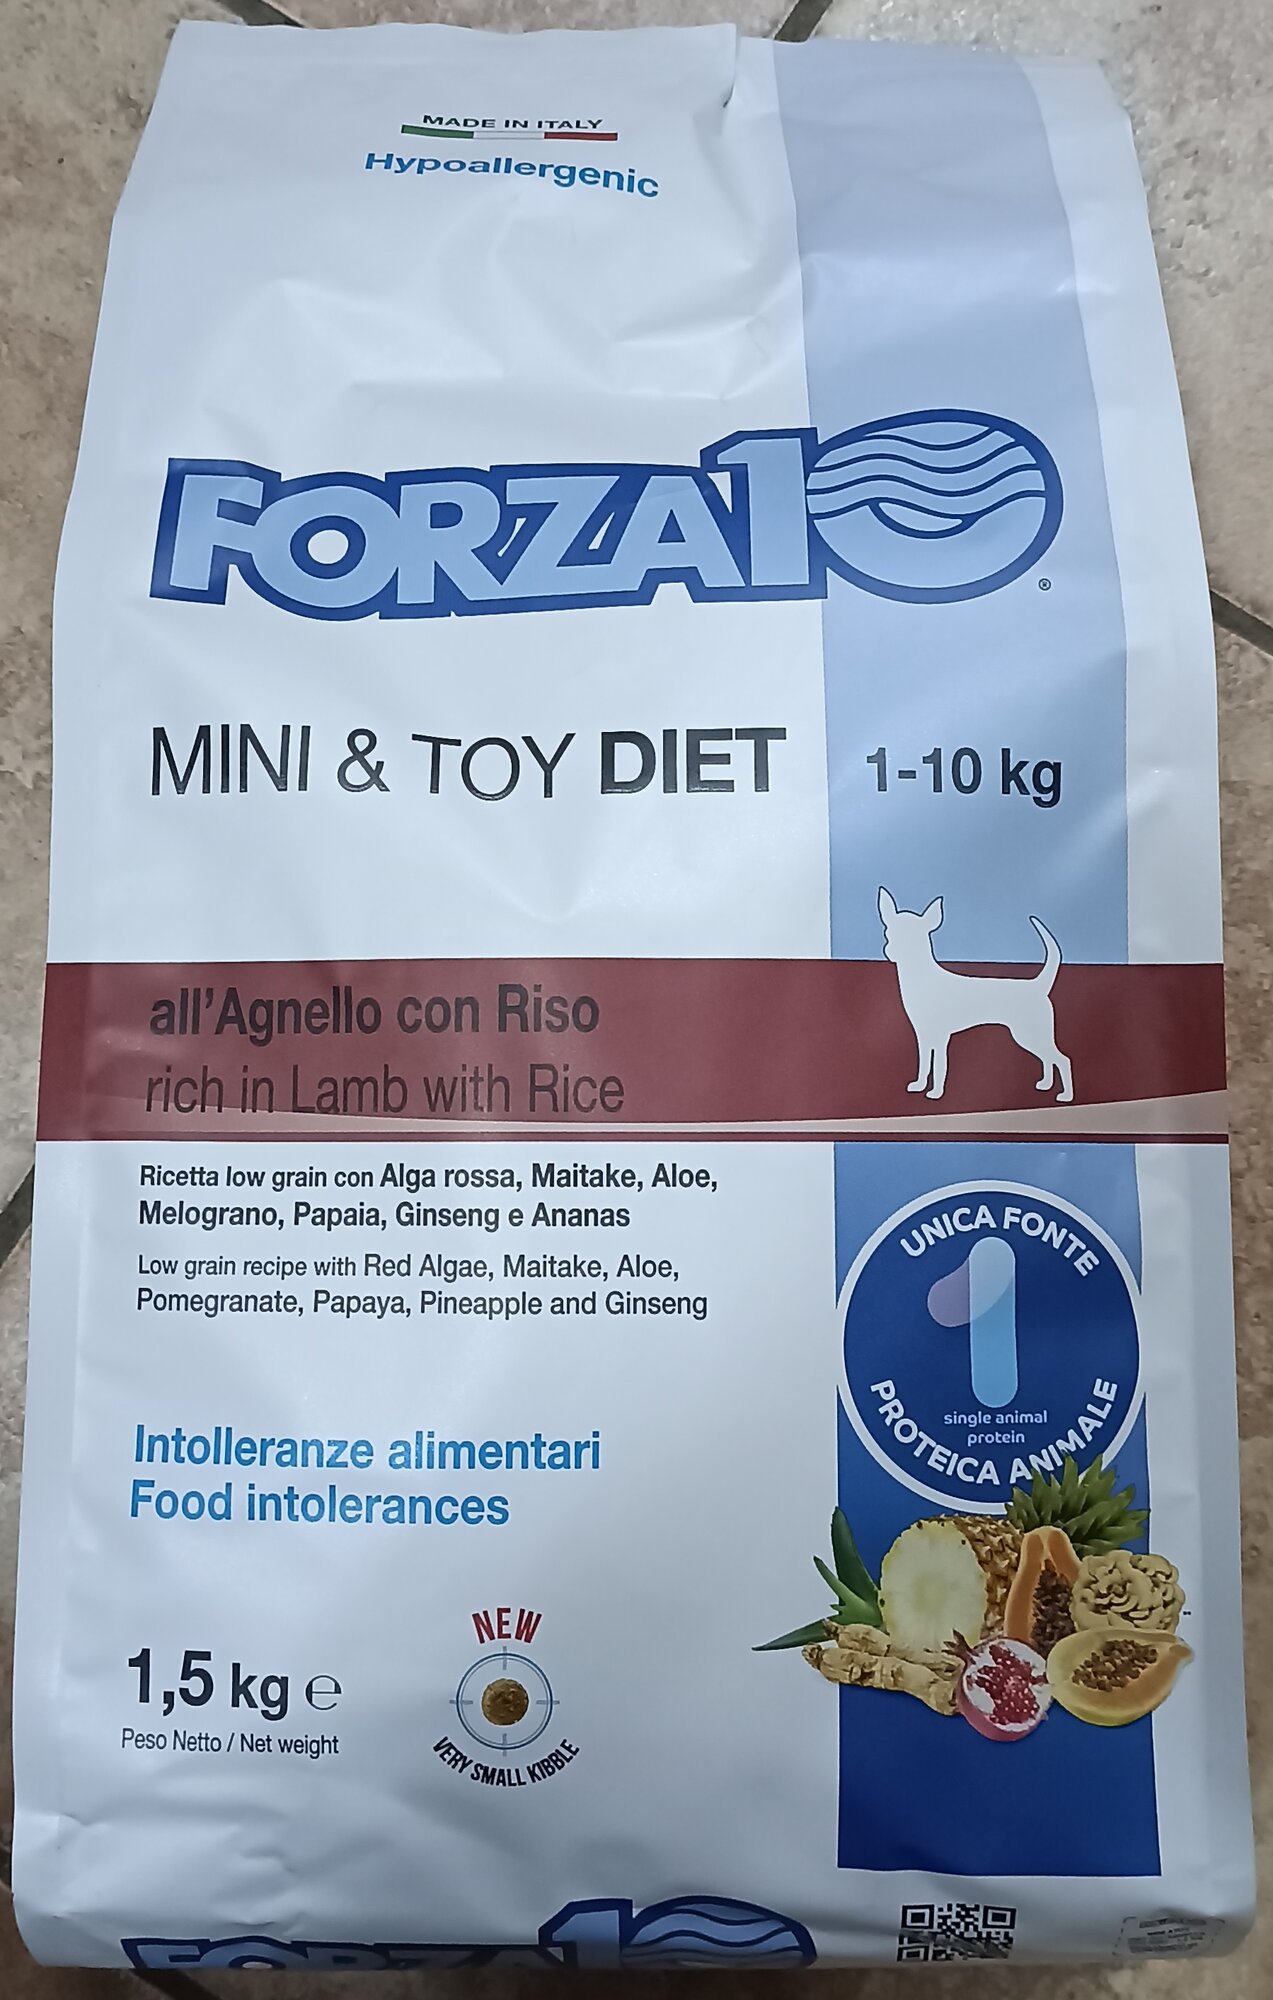 MADE IN ITALY
Hypoallergenic
FORZA10
®
MINI & TOY DIET
1-10 kg
all'Agnello con Riso
rich in Lamb with Rice
Ricetta low grain con Alga rossa, Maitake, Aloe,
Melograno, Papaia, Ginseng e Ananas
Low grain recipe with Red Algae, Maitake, Aloe,
Pomegranate, Papaya, Pineapple and Ginseng
UNICA FONTE
1
single animal
protein
PROTEICA ANIMALE
Intolleranze alimentari
Food intolerances
1,5 kg ℮
Peso Netto / Net weight
NEW
VERY SMALL KIBBLE
FORZA10